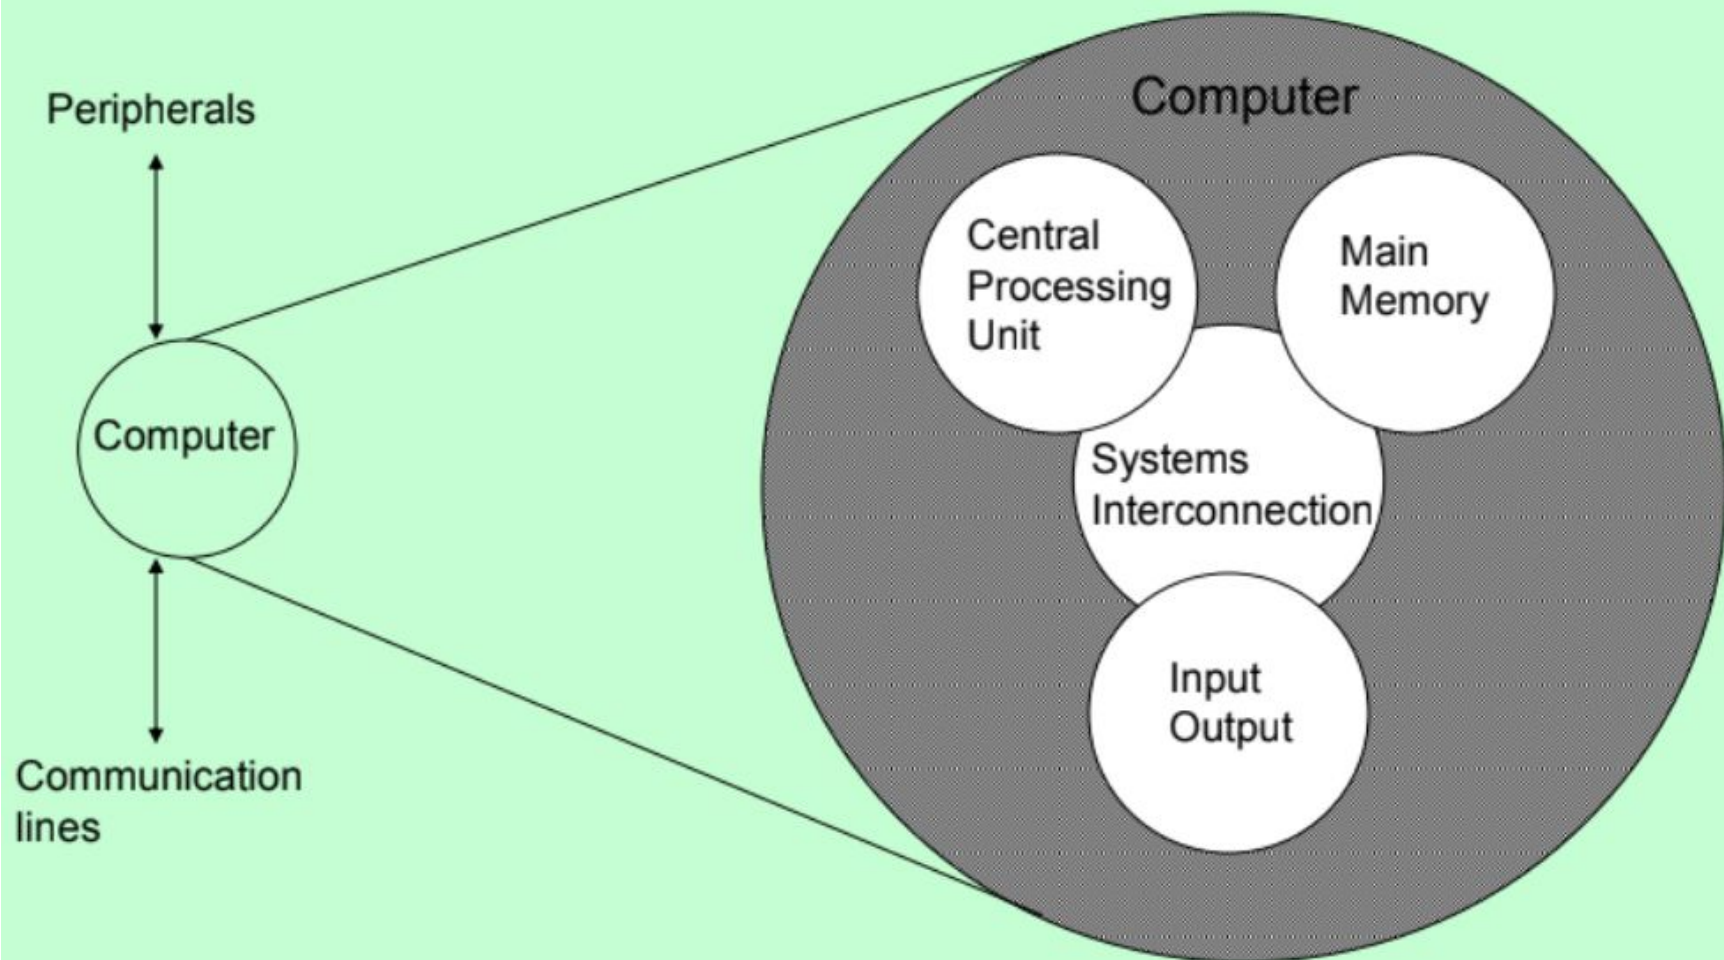 Peripherals
Computer
Communication
lines
Computer
Central
Processing
Unit
Main
Memory
Systems
Interconnection
Input
Output